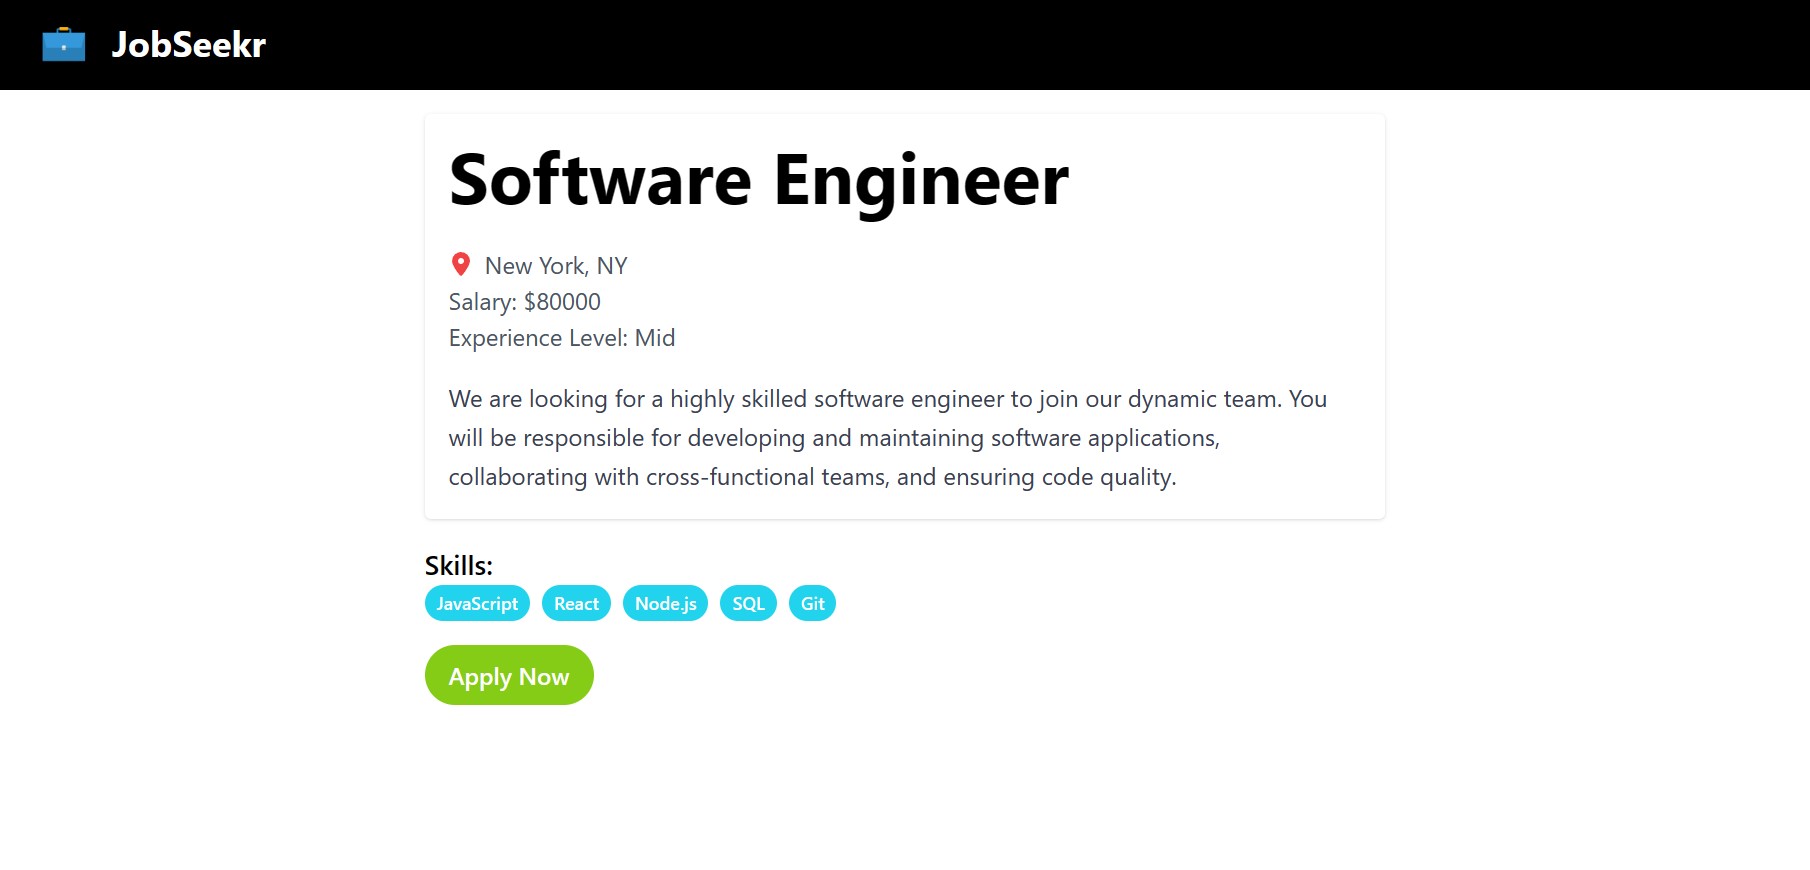 JobSeekr
Software Engineer
New York, NY
Salary: $80000
Experience Level: Mid
We are looking for a highly skilled software engineer to join our dynamic team. You
will be responsible for developing and maintaining software applications,
collaborating with cross-functional teams, and ensuring code quality.
Skills:
JavaScript React Node.js SQL Git
Apply Now